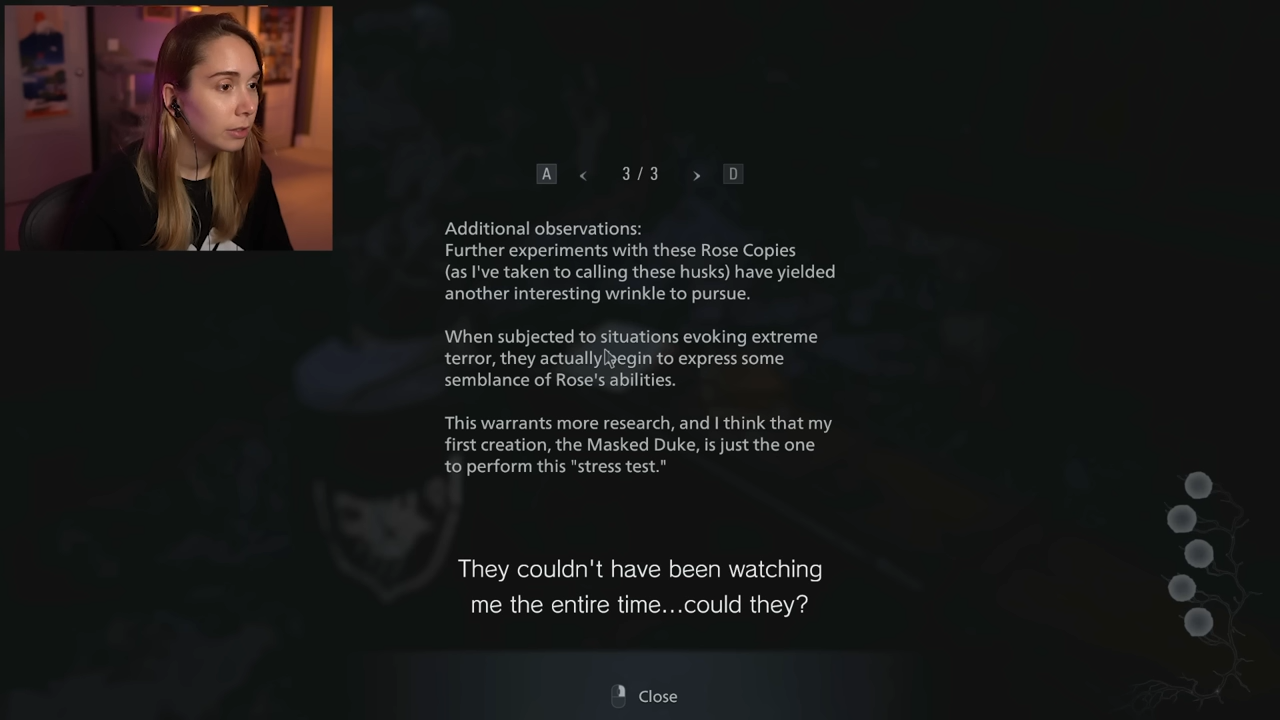 A < 3 / 3 > D
Additional observations:
Further experiments with these Rose Copies
(as I've taken to calling these husks) have yielded
another interesting wrinkle to pursue.
When subjected to situations evoking extreme
terror, they actually begin to express some
semblance of Rose's abilities.
This warrants more research, and I think that my
first creation, the Masked Duke, is just the one
to perform this "stress test."
They couldn't have been watching
me the entire time...could they?
Close